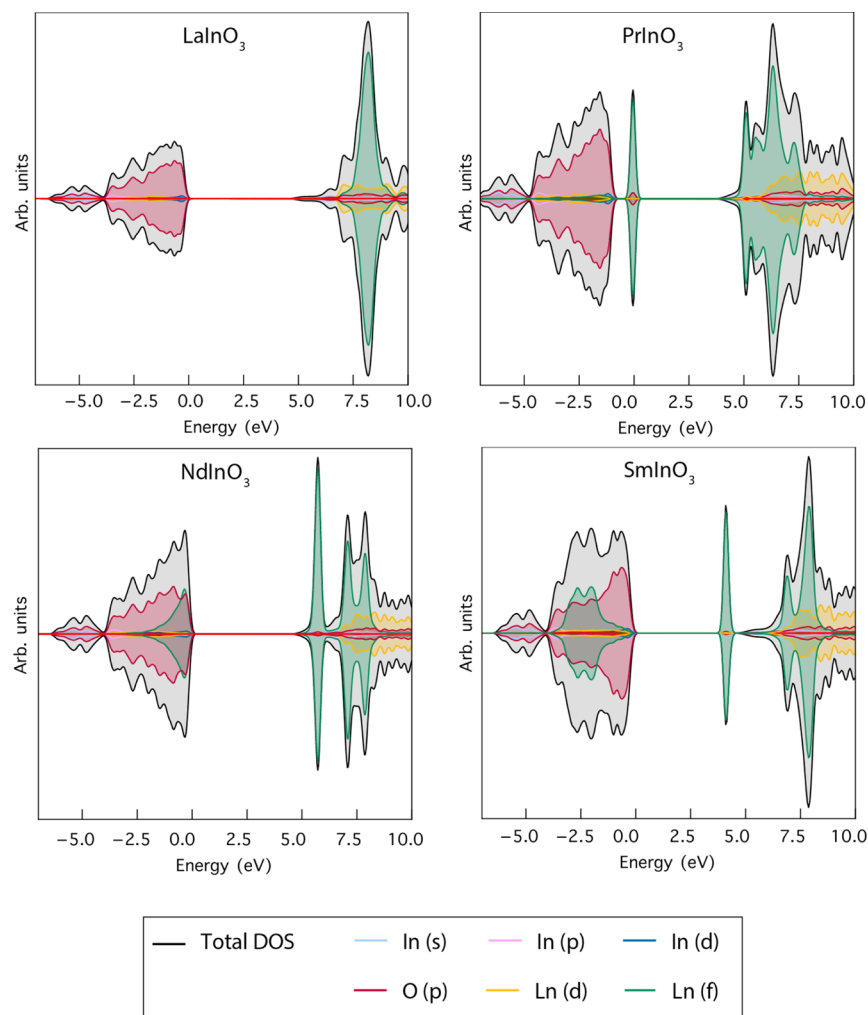 LaInO3
PrInO3
Arb. units
Arb. units
−5.0 −2.5 0.0 2.5 5.0 7.5 10.0
−5.0 −2.5 0.0 2.5 5.0 7.5 10.0
Energy (eV)
Energy (eV)
NdInO3
SmInO3
Arb. units
Arb. units
−5.0 −2.5 0.0 2.5 5.0 7.5 10.0
−5.0 −2.5 0.0 2.5 5.0 7.5 10.0
Energy (eV)
Energy (eV)
Total DOS In (s) In (p) In (d)
O (p) Ln (d) Ln (f)